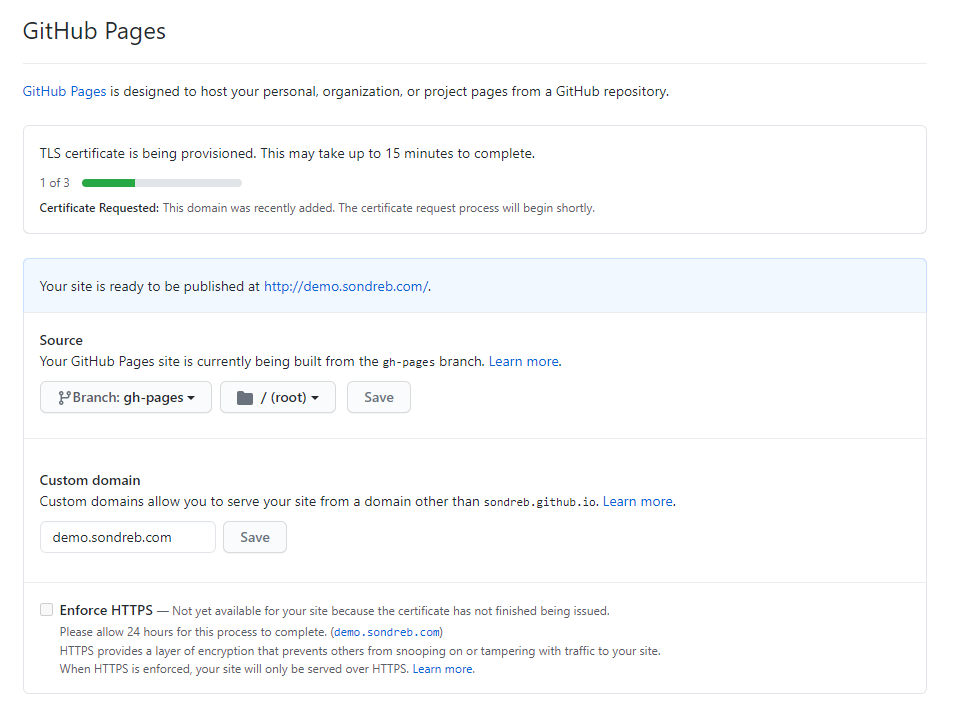 GitHub Pages
GitHub Pages is designed to host your personal, organization, or project pages from a GitHub repository.
TLS certificate is being provisioned. This may take up to 15 minutes to complete.
1 of 3
Certificate Requested: This domain was recently added. The certificate request process will begin shortly.
Your site is ready to be published at http://demo.sondreb.com/.
Source
Your GitHub Pages site is currently being built from the gh-pages branch. Learn more.
Branch: gh-pages / (root) Save
Custom domain
Custom domains allow you to serve your site from a domain other than sondreb.github.io. Learn more.
demo.sondreb.com Save
Enforce HTTPS — Not yet available for your site because the certificate has not finished being issued.
Please allow 24 hours for this process to complete. (demo.sondreb.com)
HTTPS provides a layer of encryption that prevents others from snooping on or tampering with traffic to your site.
When HTTPS is enforced, your site will only be served over HTTPS. Learn more.